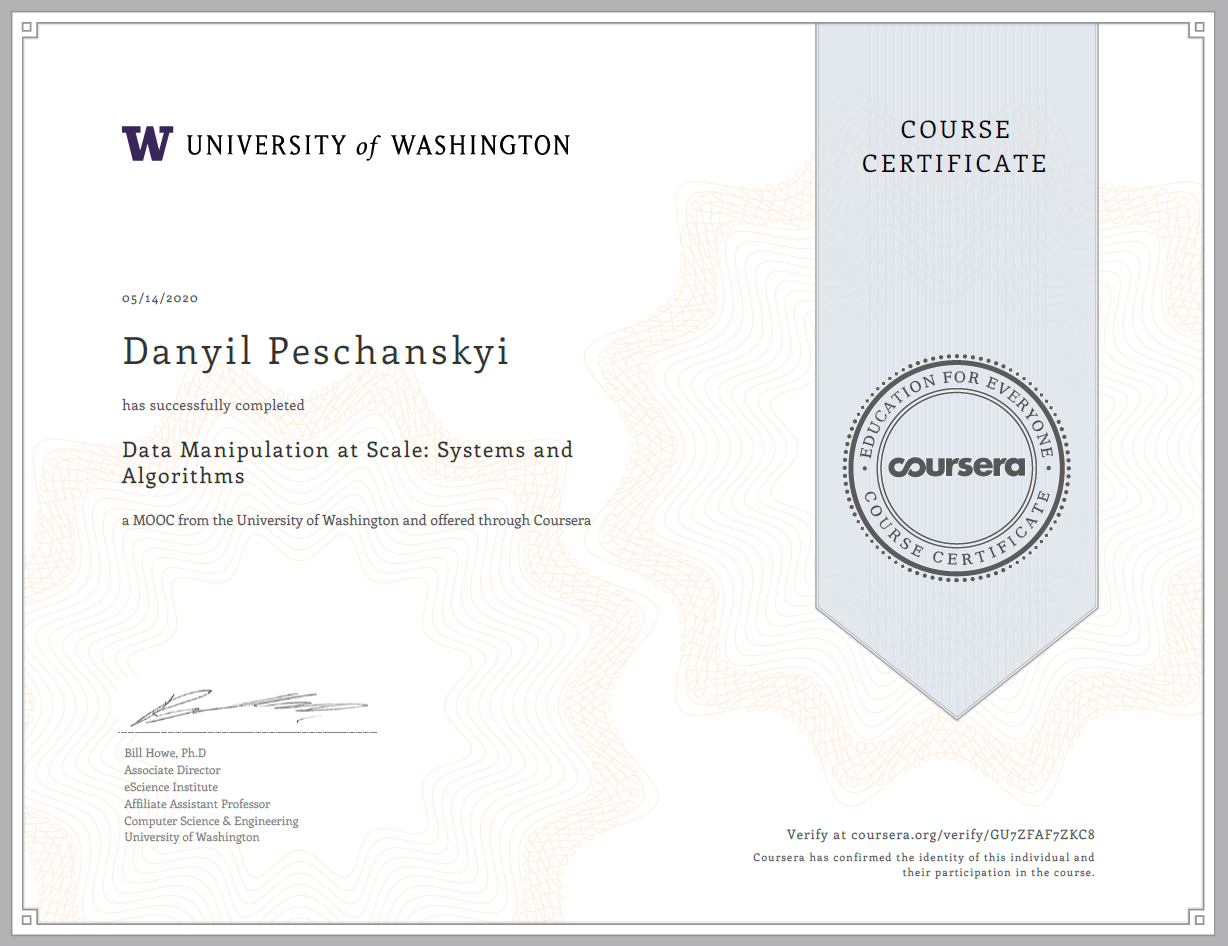 W UNIVERSITY of WASHINGTON
COURSE
CERTIFICATE
05/14/2020
Danyil Peschanskyi
has successfully completed
Data Manipulation at Scale: Systems and
Algorithms
a MOOC from the University of Washington and offered through Coursera
EDUCATION FOR EVERYONE
coursera
COURSE CERTIFICATE
Bill Howe, Ph.D
Associate Director
eScience Institute
Affiliate Assistant Professor
Computer Science & Engineering
University of Washington
Verify at coursera.org/verify/GU7ZFAF7ZKC8
Coursera has confirmed the identity of this individual and
their participation in the course.